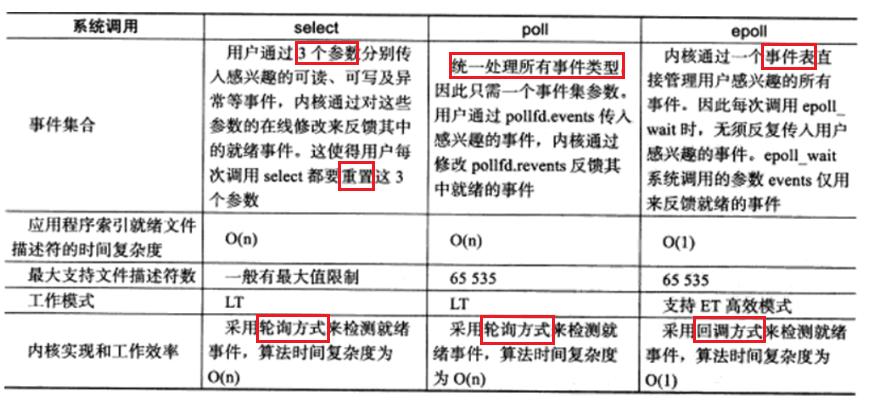 系统调用 select poll epoll
事件集合
用户通过 3 个参数分别传
入感兴趣的可读、可写及异
常等事件，内核通过对这些
参数的在线修改来反馈其中
的就绪事件。这使得用户每
次调用 select 都要重置这 3
个参数
统一处理所有事件类型
因此只需一个事件集参数。
用户通过 pollfd.events 传入
感兴趣的事件，内核通过
修改 pollfd.revents 反馈其
中就绪的事件
内核通过一个事件表直
接管理用户感兴趣的所有
事件。因此每次调用 epoll_
wait 时，无须反复传入用户
感兴趣的事件。epoll_wait
系统调用的参数 events 仅用
来反馈就绪的事件
应用程序索引就绪文件
描述符的时间复杂度
O(n) O(n) O(1)
最大支持文件描述符数 一般有最大值限制 65 535 65 535
工作模式 LT LT 支持 ET 高效模式
内核实现和工作效率
采用轮询方式来检测就绪
事件，算法时间复杂度为
O(n)
采用轮询方式来检测就
绪事件，算法时间复杂度
为 O(n)
采用回调方式来检测就绪
事件，算法时间复杂度为
O(1)